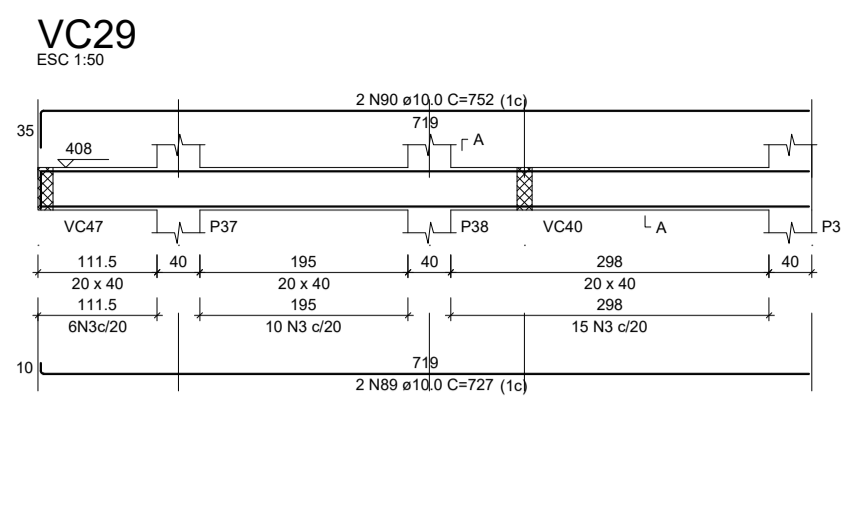 VC29
ESC 1:50
2 N90 ø10.0 C=752 (1c)
719
35
A
408
VC47
P37
P38
VC40
A
P3
111.5 40 195 40 298 40
20 x 40 20 x 40 20 x 40
111.5 195 298
6N3c/20 10 N3 c/20 15 N3 c/20
719
10
2 N89 ø10.0 C=727 (1c)